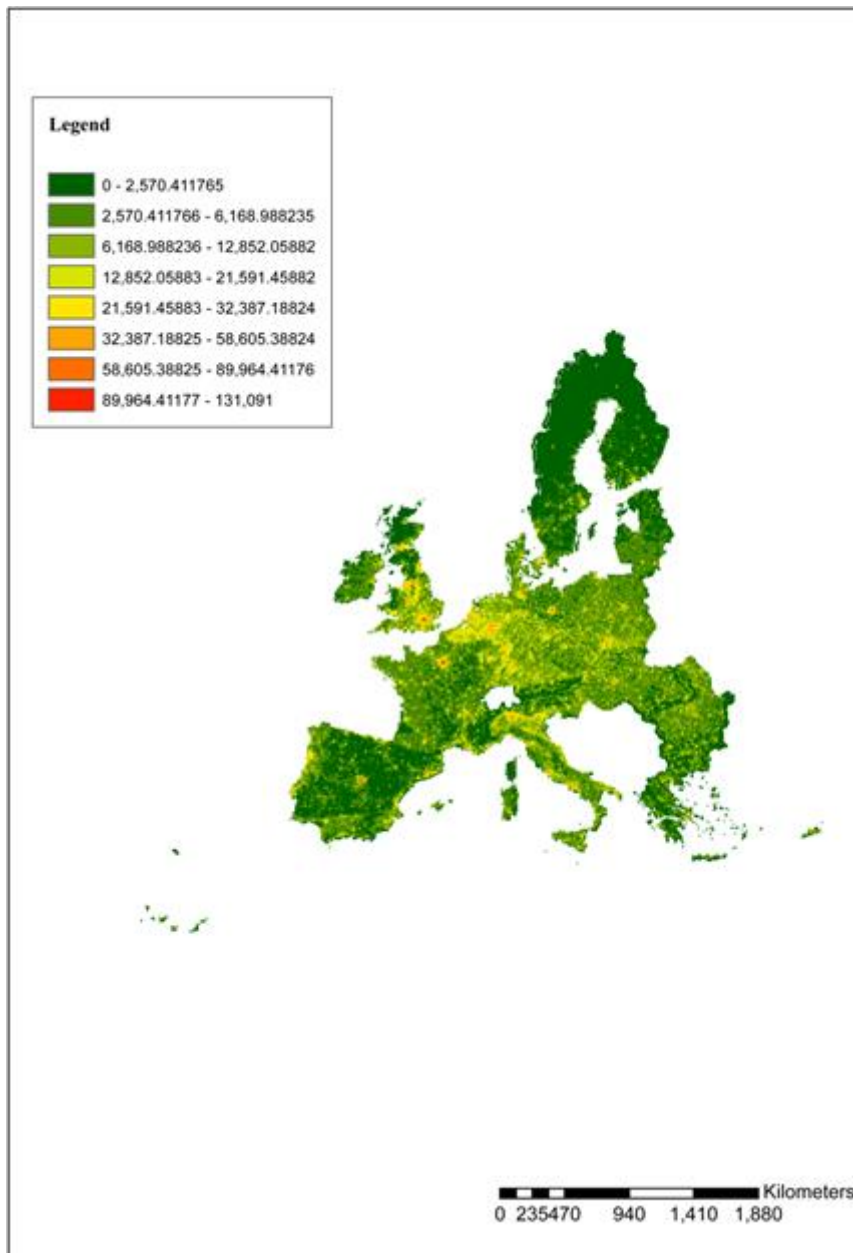 Legend
0 - 2,570.411765
2,570.411766 - 6,168.988235
6,168.988236 - 12,852.05882
12,852.05883 - 21,591.45882
21,591.45883 - 32,387.18824
32,387.18825 - 58,605.38824
58,605.38825 - 89,964.41176
89,964.41177 - 131,091
Kilometers
0 235470 940 1,410 1,880